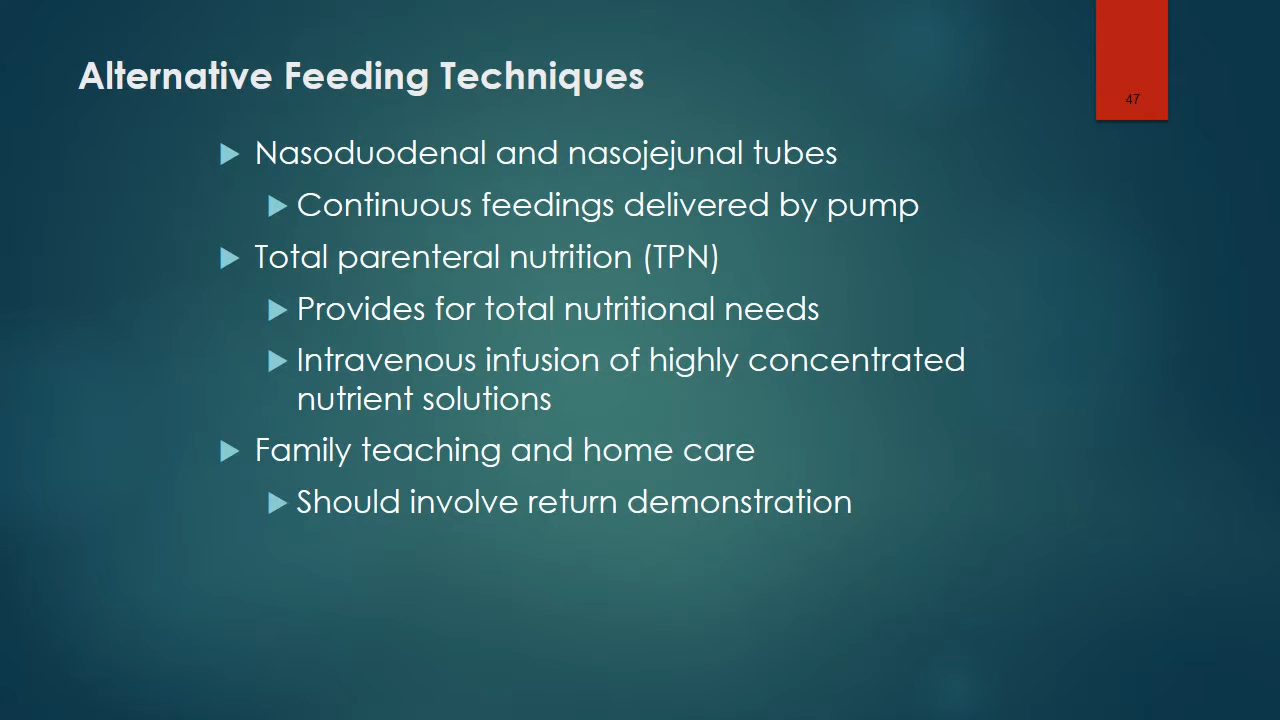 Alternative Feeding Techniques
47
Nasoduodenal and nasojejunal tubes
Continuous feedings delivered by pump
Total parenteral nutrition (TPN)
Provides for total nutritional needs
Intravenous infusion of highly concentrated
nutrient solutions
Family teaching and home care
Should involve return demonstration